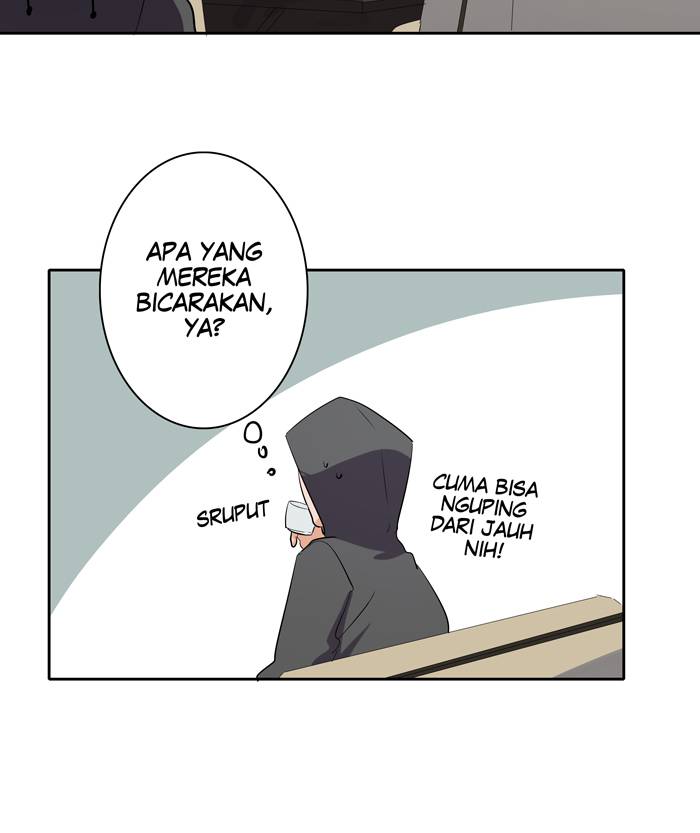 APA YANG
MEREKA
BICARAKAN,
YA?
SRUPUT
CUMA BISA
NGUPING
DARI JAUH
NIH!